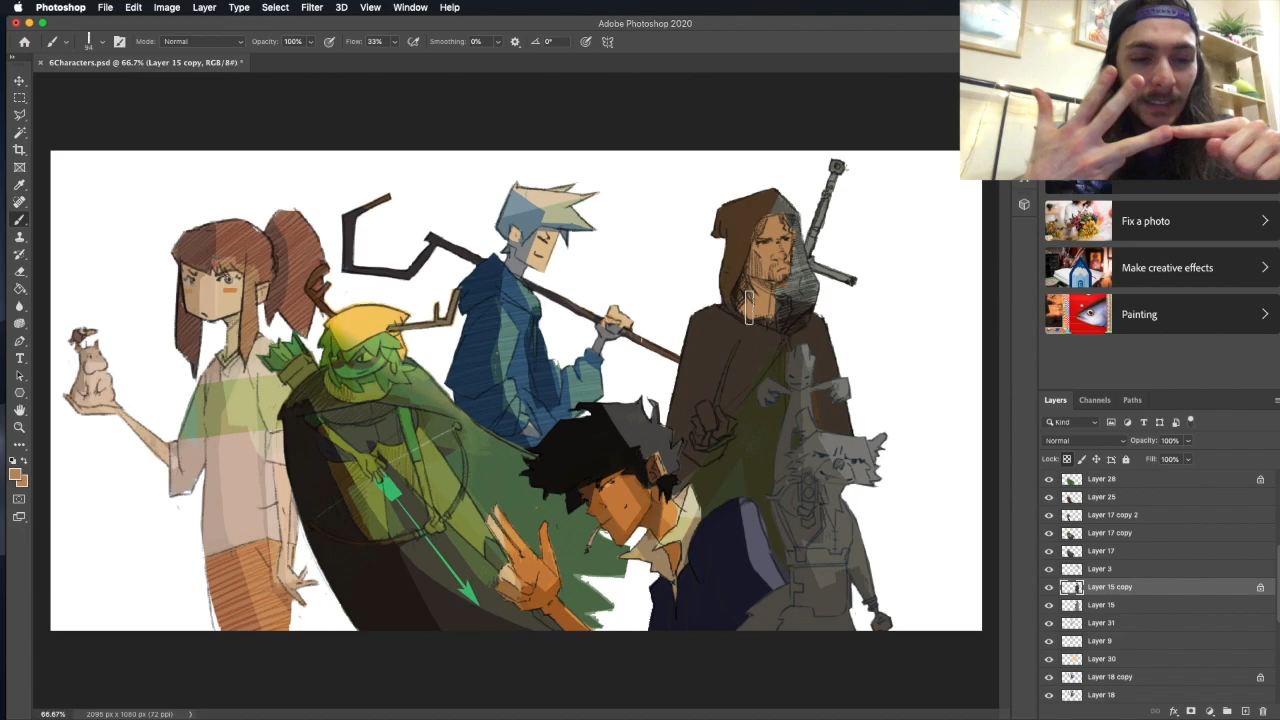 Photoshop File Edit Image Layer Type Select Filter 3D View Window Help
Adobe Photoshop 2020
94 Mode: Normal Opacity: 100% Flow: 33% Smoothing: 0% 0°
6Characters.psd @ 66.7% (Layer 15 copy, RGB/8#) *
Fix a photo
Make creative effects
Painting
Layers Channels Paths
Kind
Normal Opacity: 100%
Lock: Fill: 100%
Layer 28
Layer 25
Layer 17 copy 2
Layer 17 copy
Layer 17
Layer 3
Layer 15 copy
Layer 15
Layer 31
Layer 9
Layer 30
Layer 18 copy
Layer 18
66.67% 2095 px x 1080 px (72 ppi)